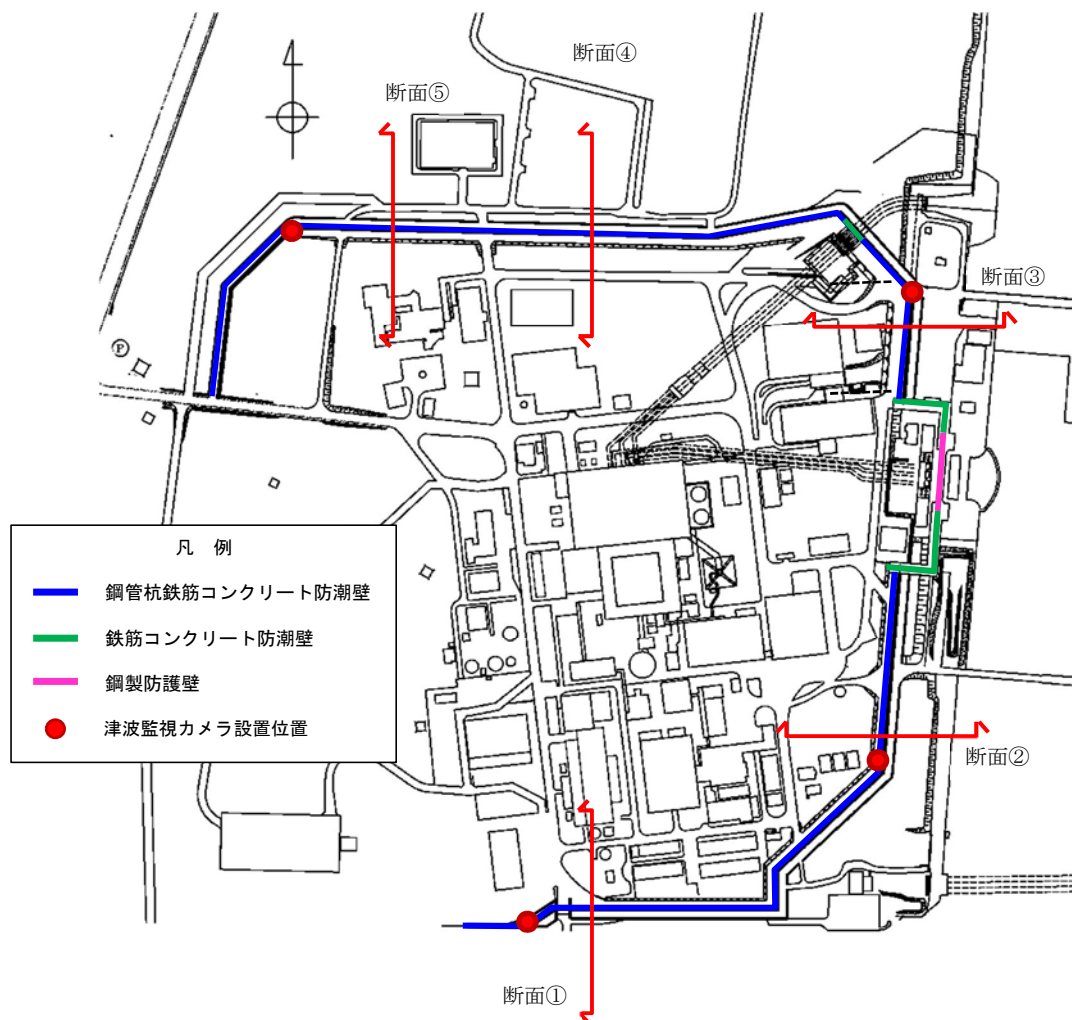 断面④
断面⑤
断面③
P
凡 例
鋼管杭鉄筋コンクリート防潮壁
鉄筋コンクリート防潮壁
鋼製防護壁
津波監視カメラ設置位置
断面②
断面①